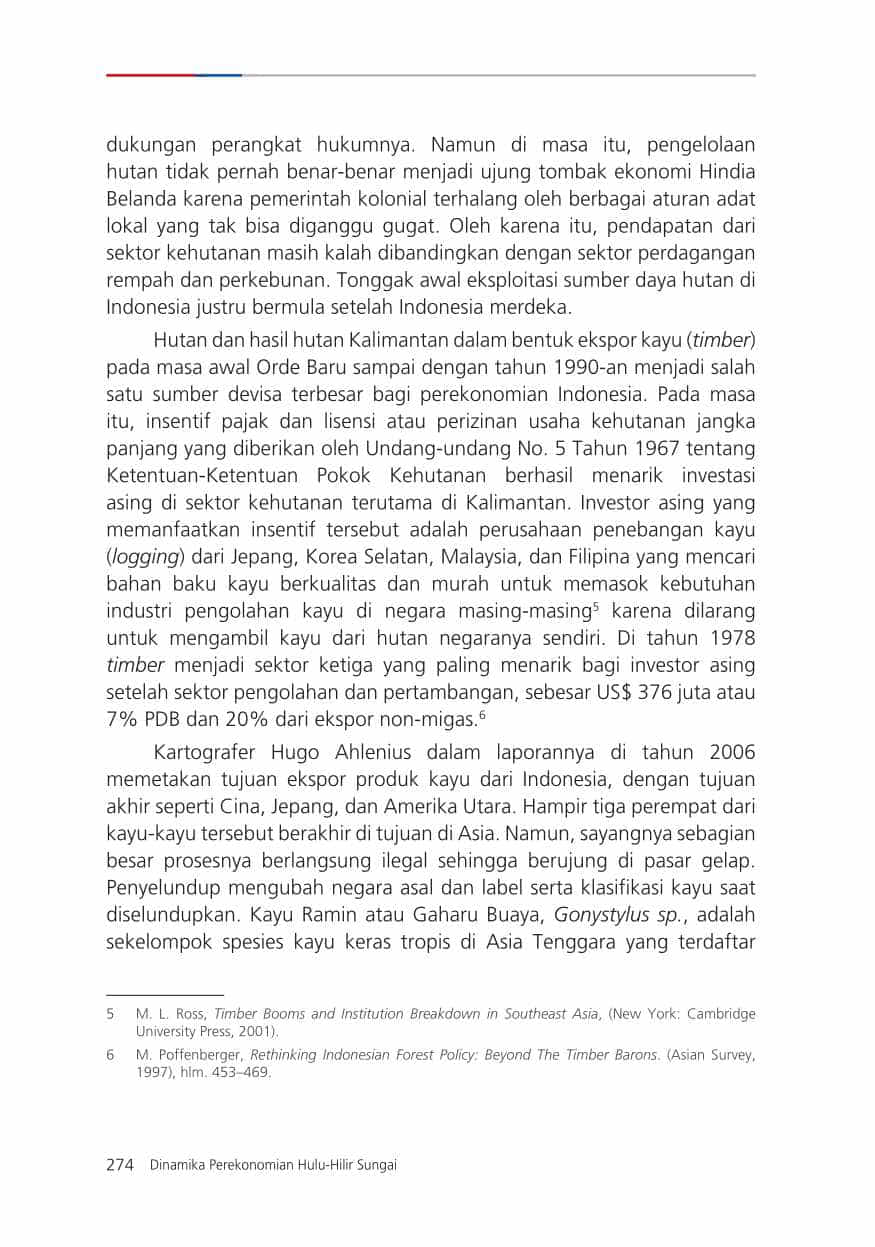 dukungan perangkat hukumnya. Namun di masa itu, pengelolaan
hutan tidak pernah benar-benar menjadi ujung tombak ekonomi Hindia
Belanda karena pemerintah kolonial terhalang oleh berbagai aturan adat
lokal yang tak bisa diganggu gugat. Oleh karena itu, pendapatan dari
sektor kehutanan masih kalah dibandingkan dengan sektor perdagangan
rempah dan perkebunan. Tonggak awal eksploitasi sumber daya hutan di
Indonesia justru bermula setelah Indonesia merdeka.
Hutan dan hasil hutan Kalimantan dalam bentuk ekspor kayu (timber)
pada masa awal Orde Baru sampai dengan tahun 1990-an menjadi salah
satu sumber devisa terbesar bagi perekonomian Indonesia. Pada masa
itu, insentif pajak dan lisensi atau perizinan usaha kehutanan jangka
panjang yang diberikan oleh Undang-undang No. 5 Tahun 1967 tentang
Ketentuan-Ketentuan Pokok Kehutanan berhasil menarik investasi
asing di sektor kehutanan terutama di Kalimantan. Investor asing yang
memanfaatkan insentif tersebut adalah perusahaan penebangan kayu
(logging) dari Jepang, Korea Selatan, Malaysia, dan Filipina yang mencari
bahan baku kayu berkualitas dan murah untuk memasok kebutuhan
industri pengolahan kayu di negara masing-masing⁵ karena dilarang
untuk mengambil kayu dari hutan negaranya sendiri. Di tahun 1978
timber menjadi sektor ketiga yang paling menarik bagi investor asing
setelah sektor pengolahan dan pertambangan, sebesar US$ 376 juta atau
7% PDB dan 20% dari ekspor non-migas.⁶
Kartografer Hugo Ahlenius dalam laporannya di tahun 2006
memetakan tujuan ekspor produk kayu dari Indonesia, dengan tujuan
akhir seperti Cina, Jepang, dan Amerika Utara. Hampir tiga perempat dari
kayu-kayu tersebut berakhir di tujuan di Asia. Namun, sayangnya sebagian
besar prosesnya berlangsung ilegal sehingga berujung di pasar gelap.
Penyelundup mengubah negara asal dan label serta klasifikasi kayu saat
diselundupkan. Kayu Ramin atau Gaharu Buaya, Gonystylus sp., adalah
sekelompok spesies kayu keras tropis di Asia Tenggara yang terdaftar
5 M. L. Ross, Timber Booms and Institution Breakdown in Southeast Asia, (New York: Cambridge
University Press, 2001).
6 M. Poffenberger, Rethinking Indonesian Forest Policy: Beyond The Timber Barons. (Asian Survey,
1997), hlm. 453–469.
274 Dinamika Perekonomian Hulu-Hilir Sungai